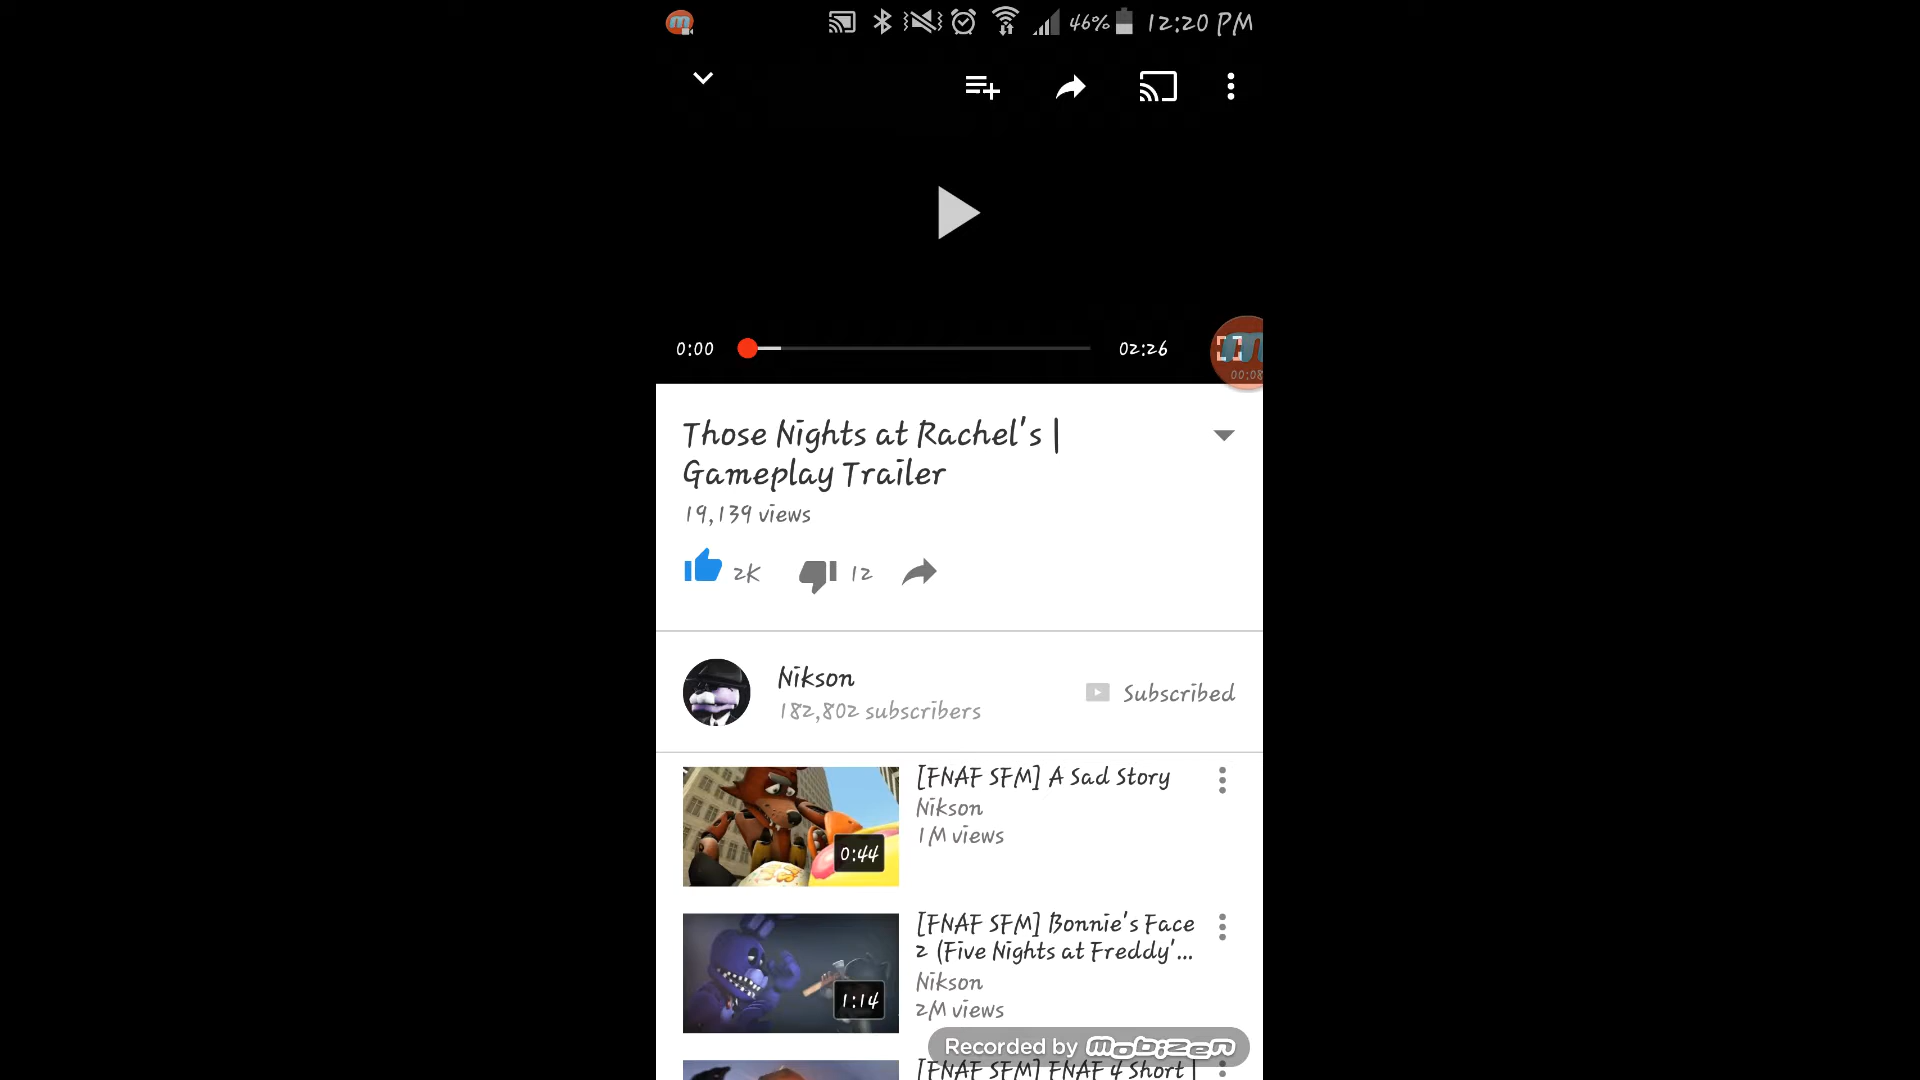 46% 12:20 PM
0:00 02:26
00:08
Those Nights at Rachel's |
Gameplay Trailer
19,139 views
2K 12
Nikson
182,802 subscribers
Subscribed
[FNAF SFM] A Sad Story
Nikson
1M views
0:44
[FNAF SFM] Bonnie's Face
2 (Five Nights at Freddy'...
Nikson
2M views
1:14
Recorded by mobizen
[FNAF SFM] FNAF 4 Short |